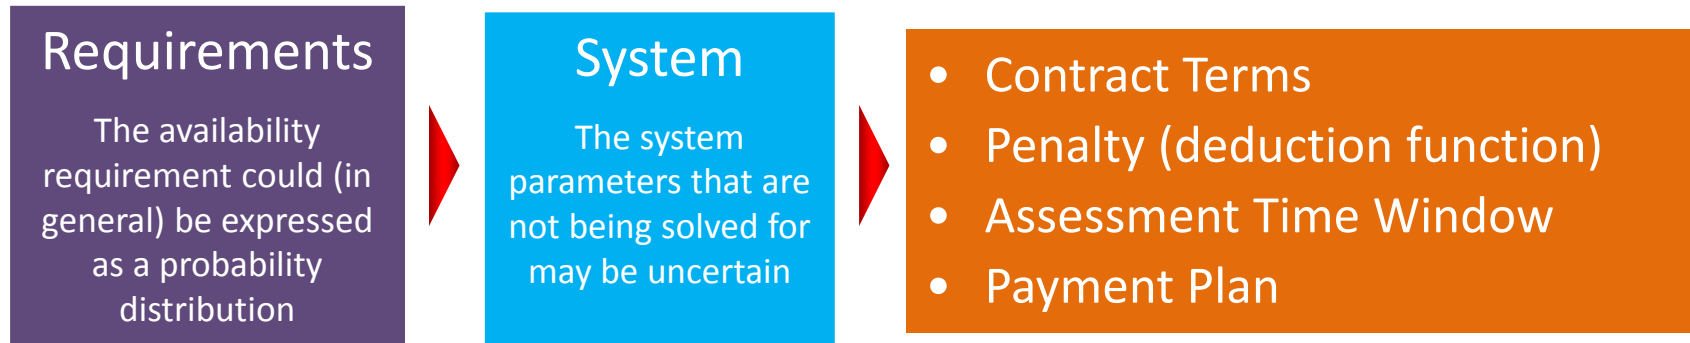 Requirements
The availability
requirement could (in
general) be expressed
as a probability
distribution
System
The system
parameters that are
not being solved for
may be uncertain
• Contract Terms
• Penalty (deduction function)
• Assessment Time Window
• Payment Plan